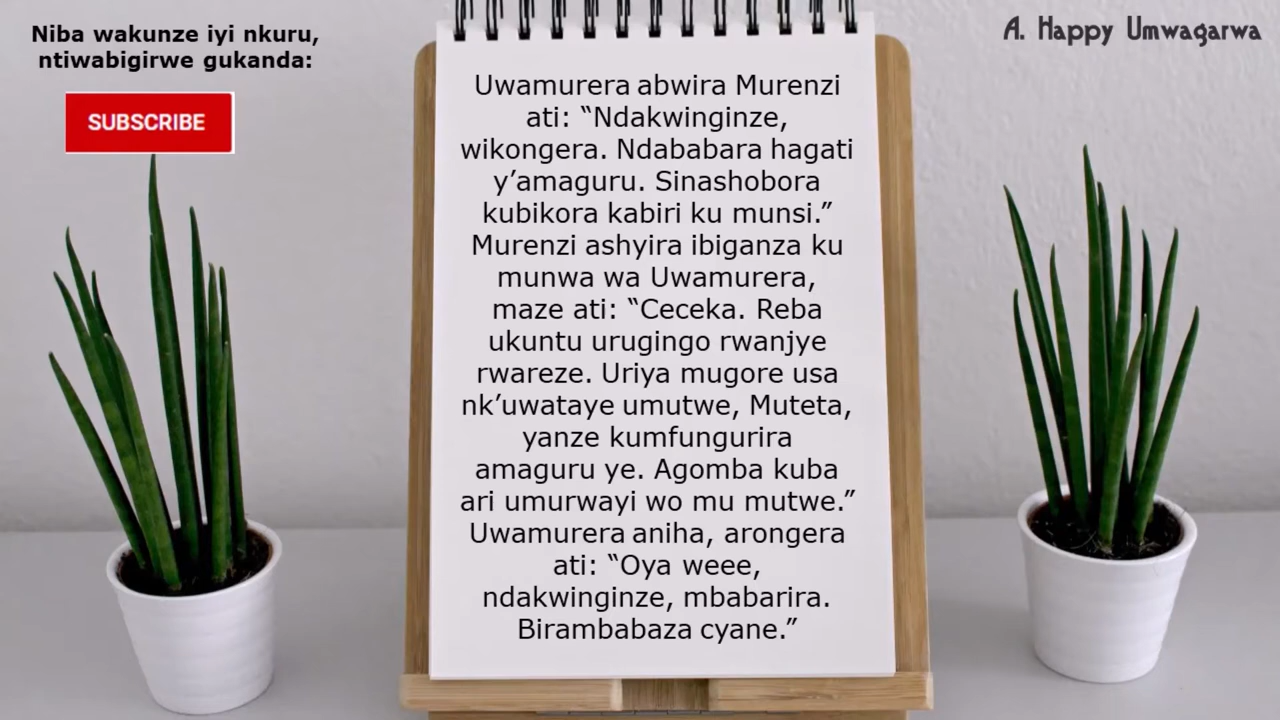 Niba wakunze iyi nkuru,
ntiwabigirwe gukanda:
SUBSCRIBE
A. Happy Umwagarwa
Uwamurera abwira Murenzi
ati: “Ndakwinginze,
wikongera. Ndababara hagati
y’amaguru. Sinashobora
kubikora kabiri ku munsi.”
Murenzi ashyira ibiganza ku
munwa wa Uwamurera,
maze ati: “Ceceka. Reba
ukuntu urugingo rwanjye
rwareze. Uriya mugore usa
nk’uwataye umutwe, Muteta,
yanze kumfungurira
amaguru ye. Agomba kuba
ari umurwayi wo mu mutwe.”
Uwamurera aniha, arongera
ati: “Oya weee,
ndakwinginze, mbabarira.
Birambabaza cyane.”